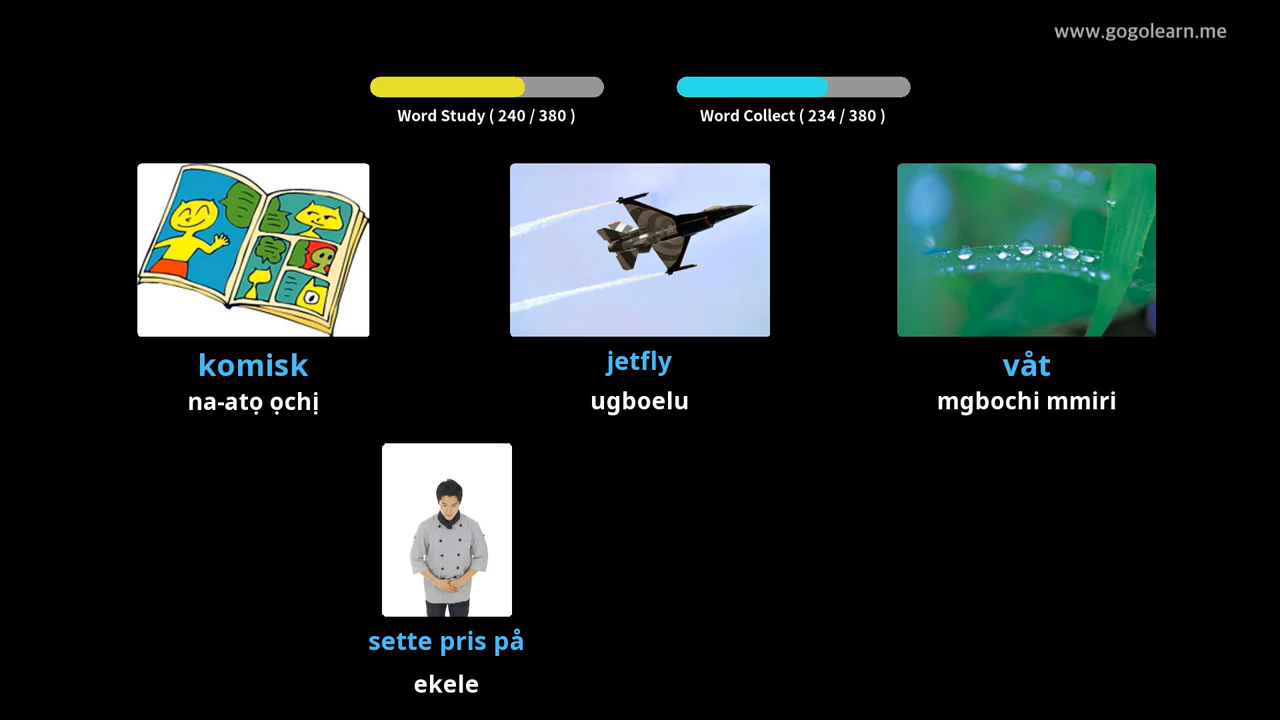 www.gogolearn.me
Word Study ( 240 / 380 )
Word Collect ( 234 / 380 )
komisk
na-atọ ọchị
jetfly
ugboelu
våt
mgbochi mmiri
sette pris på
ekele